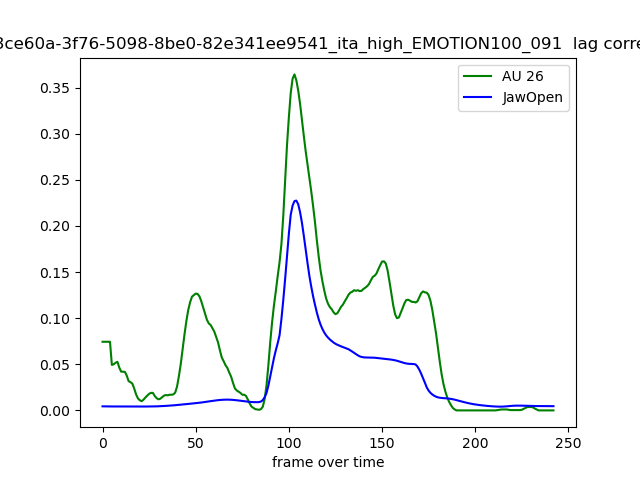 3ce60a-3f76-5098-8be0-82e341ee9541_ita_high_EMOTION100_091  lag corre
AU 26
JawOpen
0.35
0.30
0.25
0.20
0.15
0.10
0.05
0.00
0 50 100 150 200 250
frame over time